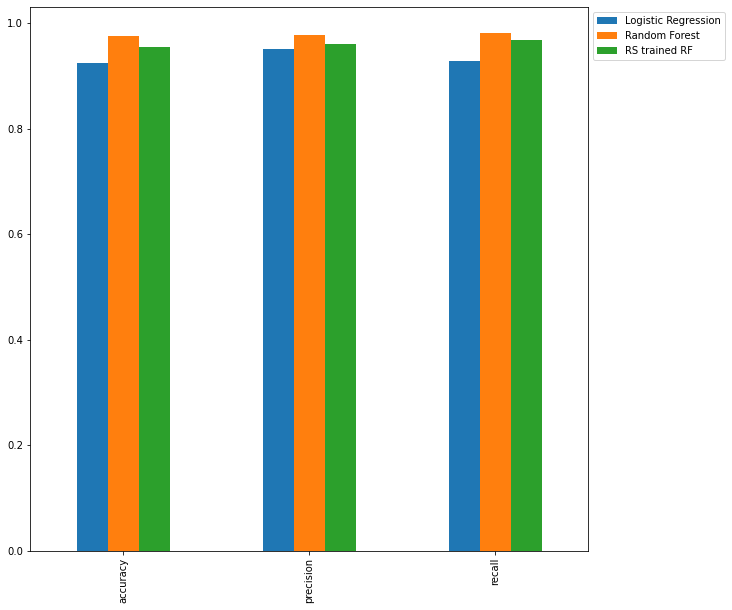 1.0
0.8
0.6
0.4
0.2
0.0
accuracy
precision
recall
Logistic Regression
Random Forest
RS trained RF